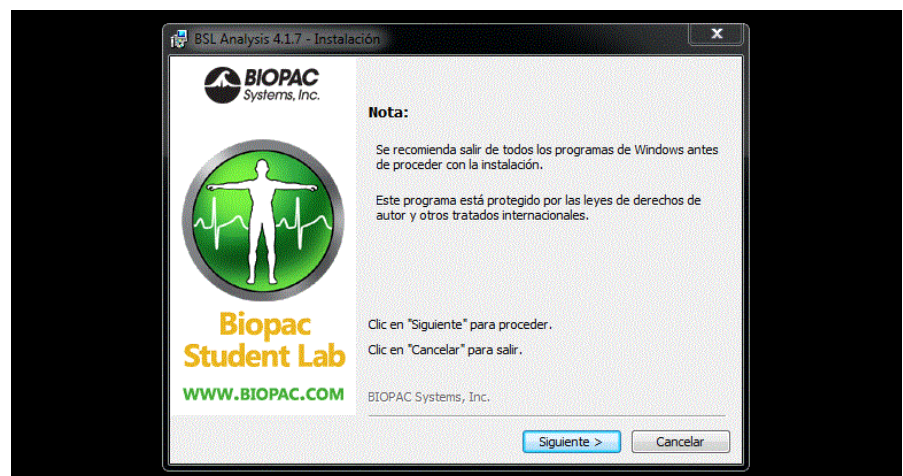 BSL Analysis 4.1.7 - Instalación
BIOPAC
Systems, Inc.
Nota:
Se recomienda salir de todos los programas de Windows antes
de proceder con la instalación.
Este programa está protegido por las leyes de derechos de
autor y otros tratados internacionales.
Biopac
Student Lab
WWW.BIOPAC.COM
Clic en "Siguiente" para proceder.
Clic en "Cancelar" para salir.
BIOPAC Systems, Inc.
Siguiente >
Cancelar